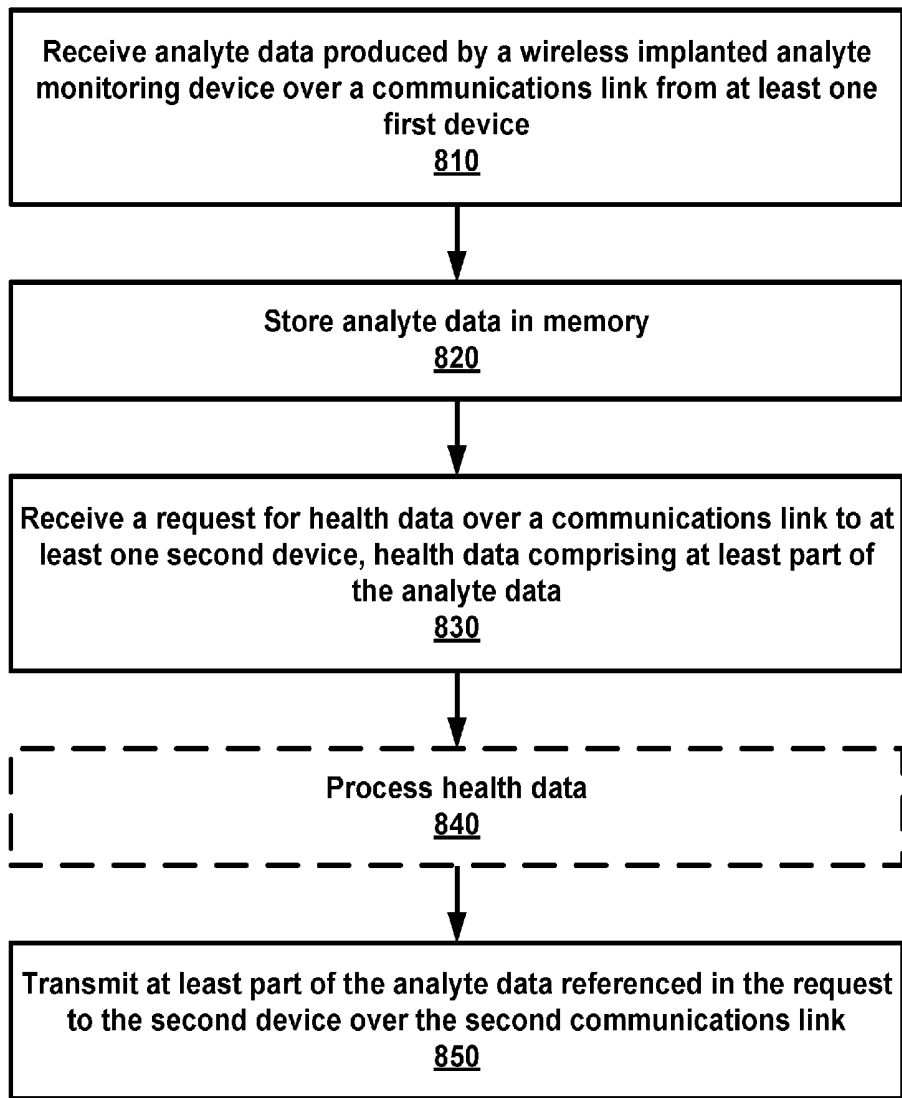 Receive analyte data produced by a wireless implanted analyte
monitoring device over a communications link from at least one
first device
810
Store analyte data in memory
820
Receive a request for health data over a communications link to at
least one second device, health data comprising at least part of
the analyte data
830
Process health data
840
Transmit at least part of the analyte data referenced in the request
to the second device over the second communications link
850